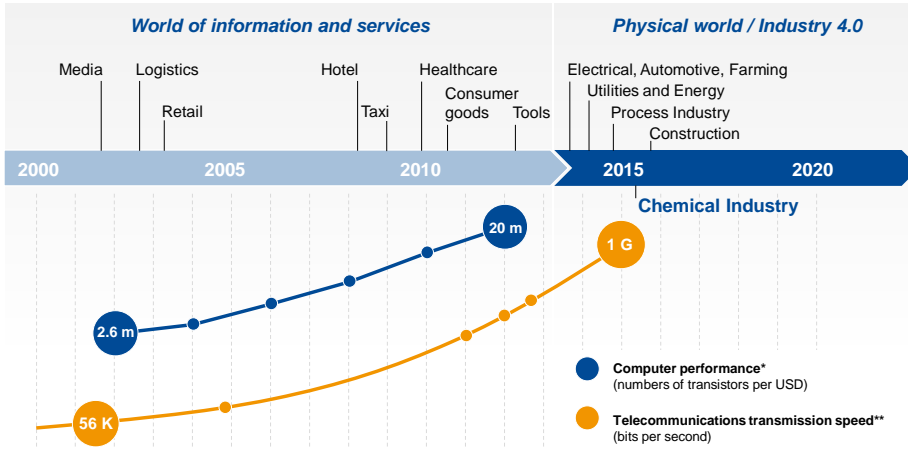 World of information and services
Physical world / Industry 4.0
Media
Logistics
Hotel
Healthcare
Electrical, Automotive, Farming
Utilities and Energy
Retail
Taxi
Consumer
goods
Tools
Process Industry
Construction
2000
2005
2010
2015
2020
Chemical Industry
20 m
1 G
2.6 m
56 K
Computer performance*
(numbers of transistors per USD)
Telecommunications transmission speed**
(bits per second)